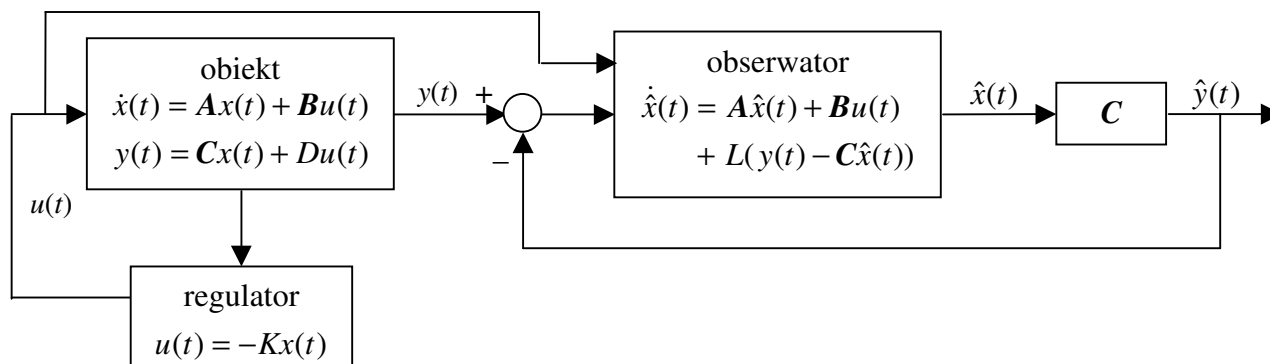 obiekt
ẋ(t) = Ax(t) + Bu(t)
y(t) = Cx(t) + Du(t)
u(t)
regulator
u(t) = −Kx(t)
y(t) +
−
obserwator
x̂̇(t) = Ax̂(t) + Bu(t)
+ L(y(t) − Cx̂(t))
x̂(t)
C
ŷ(t)